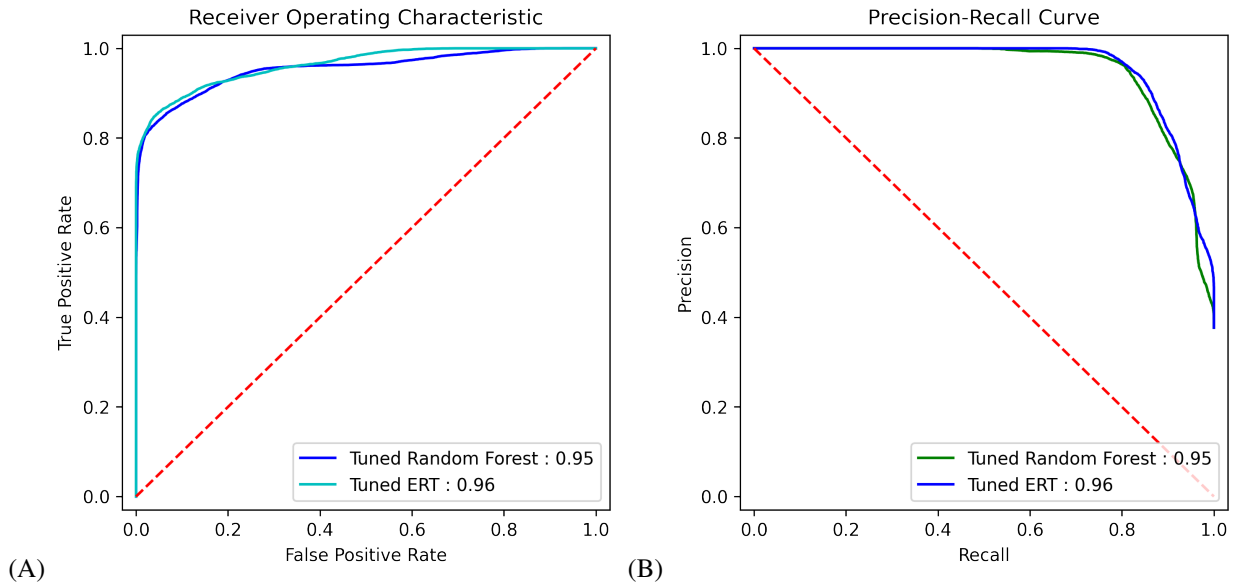 Receiver Operating Characteristic
1.0
0.8
0.6
0.4
0.2
0.0
True Positive Rate
Tuned Random Forest : 0.95
Tuned ERT : 0.96
0.0 0.2 0.4 0.6 0.8 1.0
False Positive Rate
(A)
Precision-Recall Curve
1.0
0.8
0.6
0.4
0.2
0.0
Precision
Tuned Random Forest : 0.95
Tuned ERT : 0.96
0.0 0.2 0.4 0.6 0.8 1.0
Recall
(B)